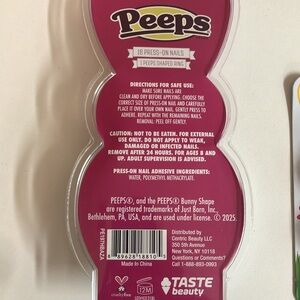 Peeps
18 PRESS-ON NAILS
1 PEEPS SHAPED RING
DIRECTIONS FOR SAFE USE:
MAKE SURE NAILS ARE
CLEAN AND DRY BEFORE APPLYING. CHOOSE THE
CORRECT SIZE OF PRESS-ON NAIL AND CAREFULLY
PLACE IT OVER YOUR OWN NAIL. GENTLY PRESS TO
ADHERE. REPEAT WITH THE REMAINING NAILS.
REMOVAL: PEEL OFF GENTLY.
CAUTION: NOT TO BE EATEN. FOR EXTERNAL
USE ONLY. DO NOT APPLY TO WEAK,
DAMAGED OR INFECTED NAILS.
REMOVE AFTER 24 HOURS. FOR AGES 8 AND
UP. ADULT SUPERVISION IS ADVISED.
PRESS-ON NAIL ADHESIVE INGREDIENTS:
WATER, POLYMETHYL METHACRYLATE.
PEEPS®, and the PEEPS® Bunny Shape
are registered trademarks of Just Born, Inc.,
Bethlehem, PA, USA, and are used under license. © 2025.
Distributed by
Centric Beauty LLC
350 5th Avenue
New York, NY 10118
Questions or Comments?
Call 1-888-893-0993
Made In China
12M
TASTE
beauty